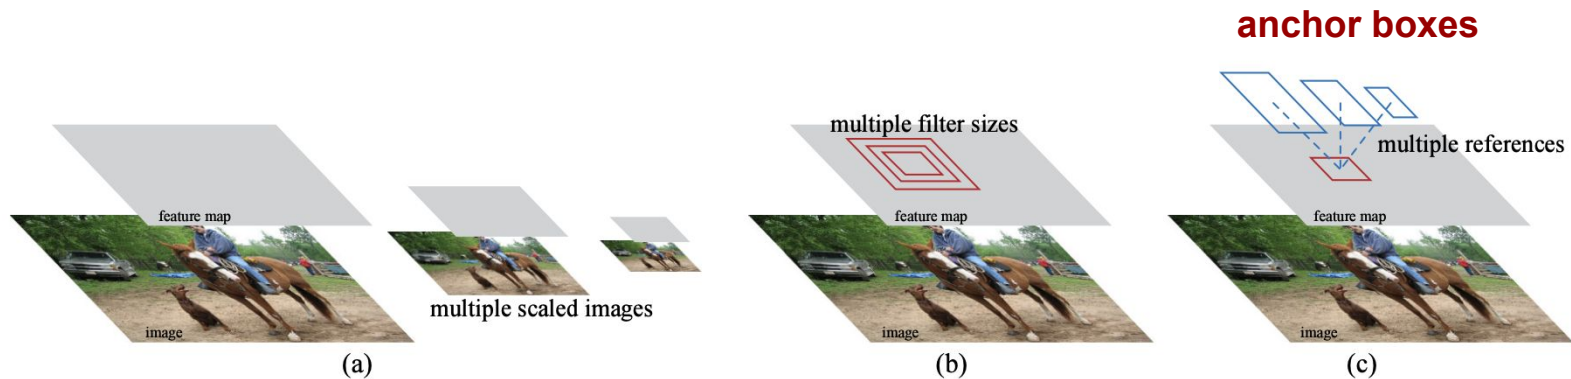 anchor boxes
multiple filter sizes
multiple references
feature map
feature map
feature map
multiple scaled images
image
image
image
(a)
(b)
(c)